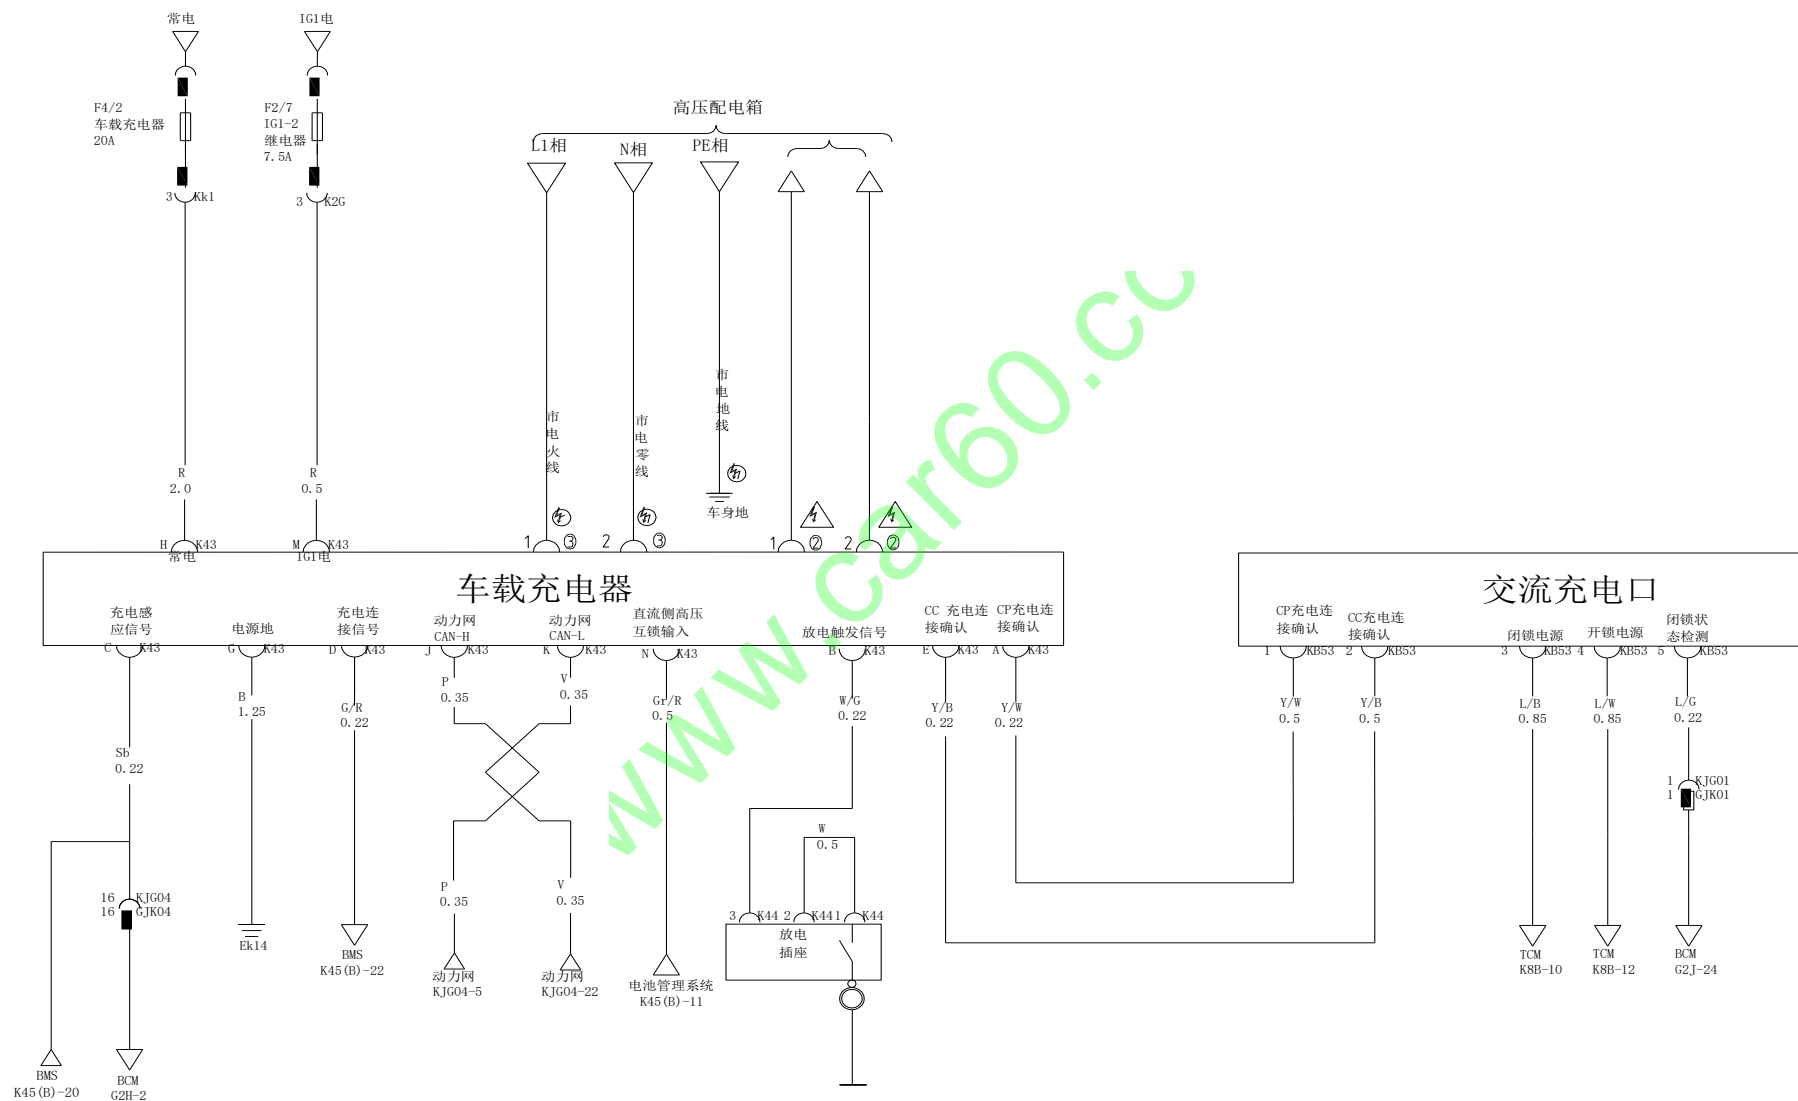 常电
IG1电
F4/2
车载充电器
20A
F2/7
IG1-2
继电器
7.5A
3 Kk1
3 K2G
高压配电箱
L1相
N相
PE相
市电火线
市电零线
市电地线
车身地
R
2.0
R
0.5
H K43
常电
M K43
IG1电
1 ③
2 ③
1 ②
2 ②
车载充电器
充电感
应信号
电源地
充电连
接信号
动力网
CAN-H
动力网
CAN-L
直流侧高压
互锁输入
放电触发信号
CC 充电连
接确认
CP充电连
接确认
C K43
G K43
D K43
J K43
K K43
N K43
B K43
E K43
A K43
交流充电口
CP充电连
接确认
CC充电连
接确认
闭锁电源
开锁电源
闭锁状
态检测
1 KB53
2 KB53
3 KB53
4 KB53
5 KB53
Sb
0.22
B
1.25
G/R
0.22
P
0.35
V
0.35
Gr/R
0.5
W/G
0.22
Y/B
0.22
Y/W
0.22
Y/W
0.5
Y/B
0.5
L/B
0.85
L/W
0.85
L/G
0.22
1 KJG01
1 GJK01
W
0.5
P
0.35
V
0.35
16 KJG04
16 GJK04
3 K44
2 K44
1 K44
放电
插座
Ek14
BMS
K45(B)-22
动力网
KJG04-5
动力网
KJG04-22
电池管理系统
K45(B)-11
TCM
K8B-10
TCM
K8B-12
BCM
G2J-24
BMS
K45(B)-20
BCM
G2H-2
www.car60.co